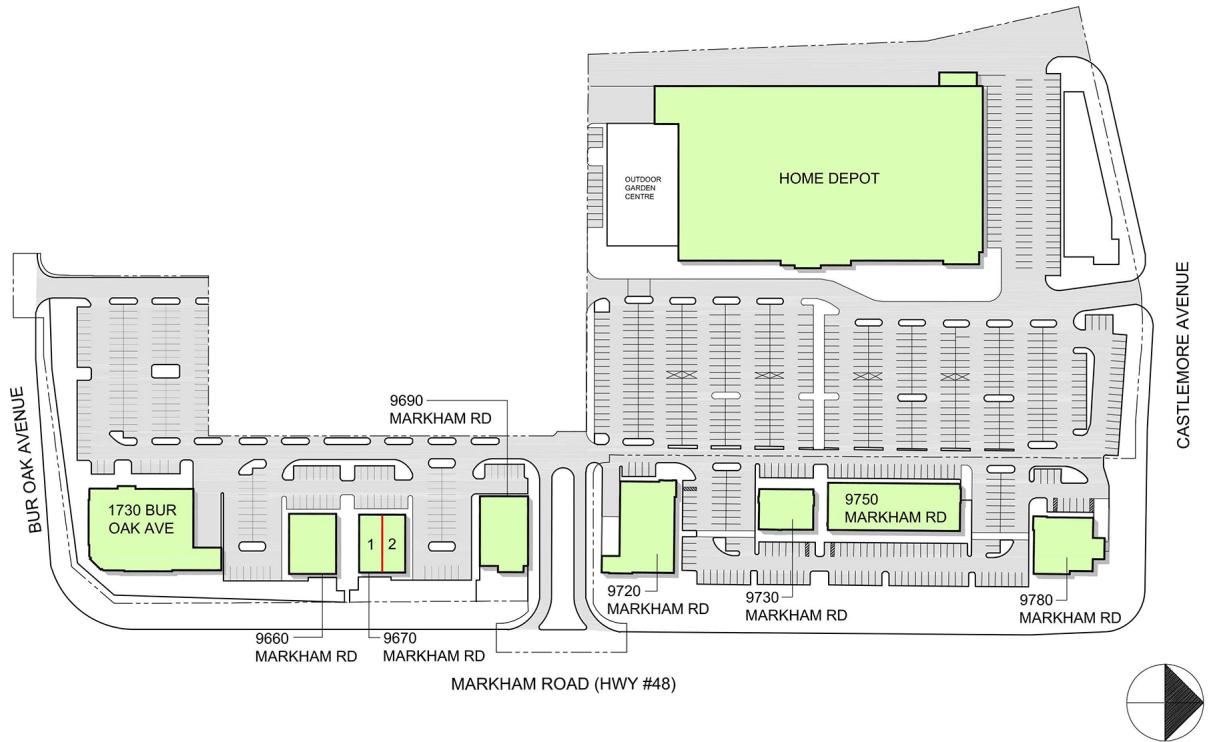 HOME DEPOT
OUTDOOR
GARDEN
CENTRE
CASTLEMORE AVENUE
BUR OAK AVENUE
9690
MARKHAM RD
1730 BUR
OAK AVE
1
2
9750
MARKHAM RD
9720
MARKHAM RD
9730
MARKHAM RD
9780
MARKHAM RD
9660
MARKHAM RD
9670
MARKHAM RD
MARKHAM ROAD (HWY #48)